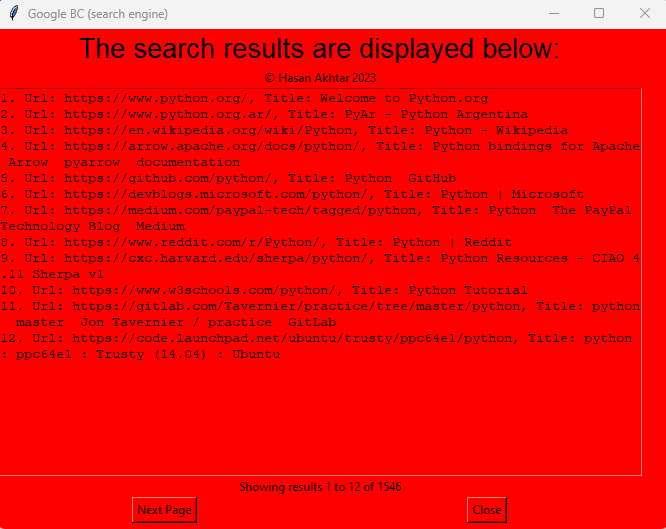 Google BC (search engine)
The search results are displayed below:
© Hasan Akhtar 2023
1. Url: https://www.python.org/, Title: Welcome to Python.org
2. Url: https://www.python.org.ar/, Title: PyAr - Python Argentina
3. Url: https://en.wikipedia.org/wiki/Python, Title: Python - Wikipedia
4. Url: https://arrow.apache.org/docs/python/, Title: Python bindings for Apache
Arrow  pyarrow  documentation
5. Url: https://github.com/python/, Title: Python  GitHub
6. Url: https://devblogs.microsoft.com/python/, Title: Python | Microsoft
7. Url: https://medium.com/paypal-tech/tagged/python, Title: Python  The PayPal
Technology Blog  Medium
8. Url: https://www.reddit.com/r/Python/, Title: Python | Reddit
9. Url: https://cxc.harvard.edu/sherpa/python/, Title: Python Resources - CIAO 4
.11 Sherpa v1
10. Url: https://www.w3schools.com/python/, Title: Python Tutorial
11. Url: https://gitlab.com/Tavernier/practice/tree/master/python, Title: python
master  Jon Tavernier / practice  GitLab
12. Url: https://code.launchpad.net/ubuntu/trusty/ppc64el/python, Title: python
: ppc64el : Trusty (14.04) : Ubuntu
Showing results 1 to 12 of 1546
Next Page
Close